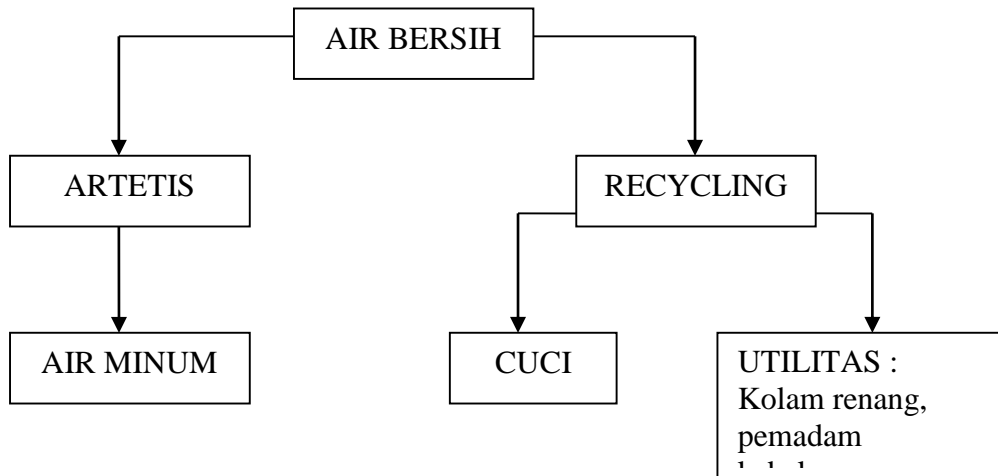 AIR BERSIH
ARTETIS
RECYCLING
AIR MINUM
CUCI
UTILITAS :
Kolam renang,
pemadam